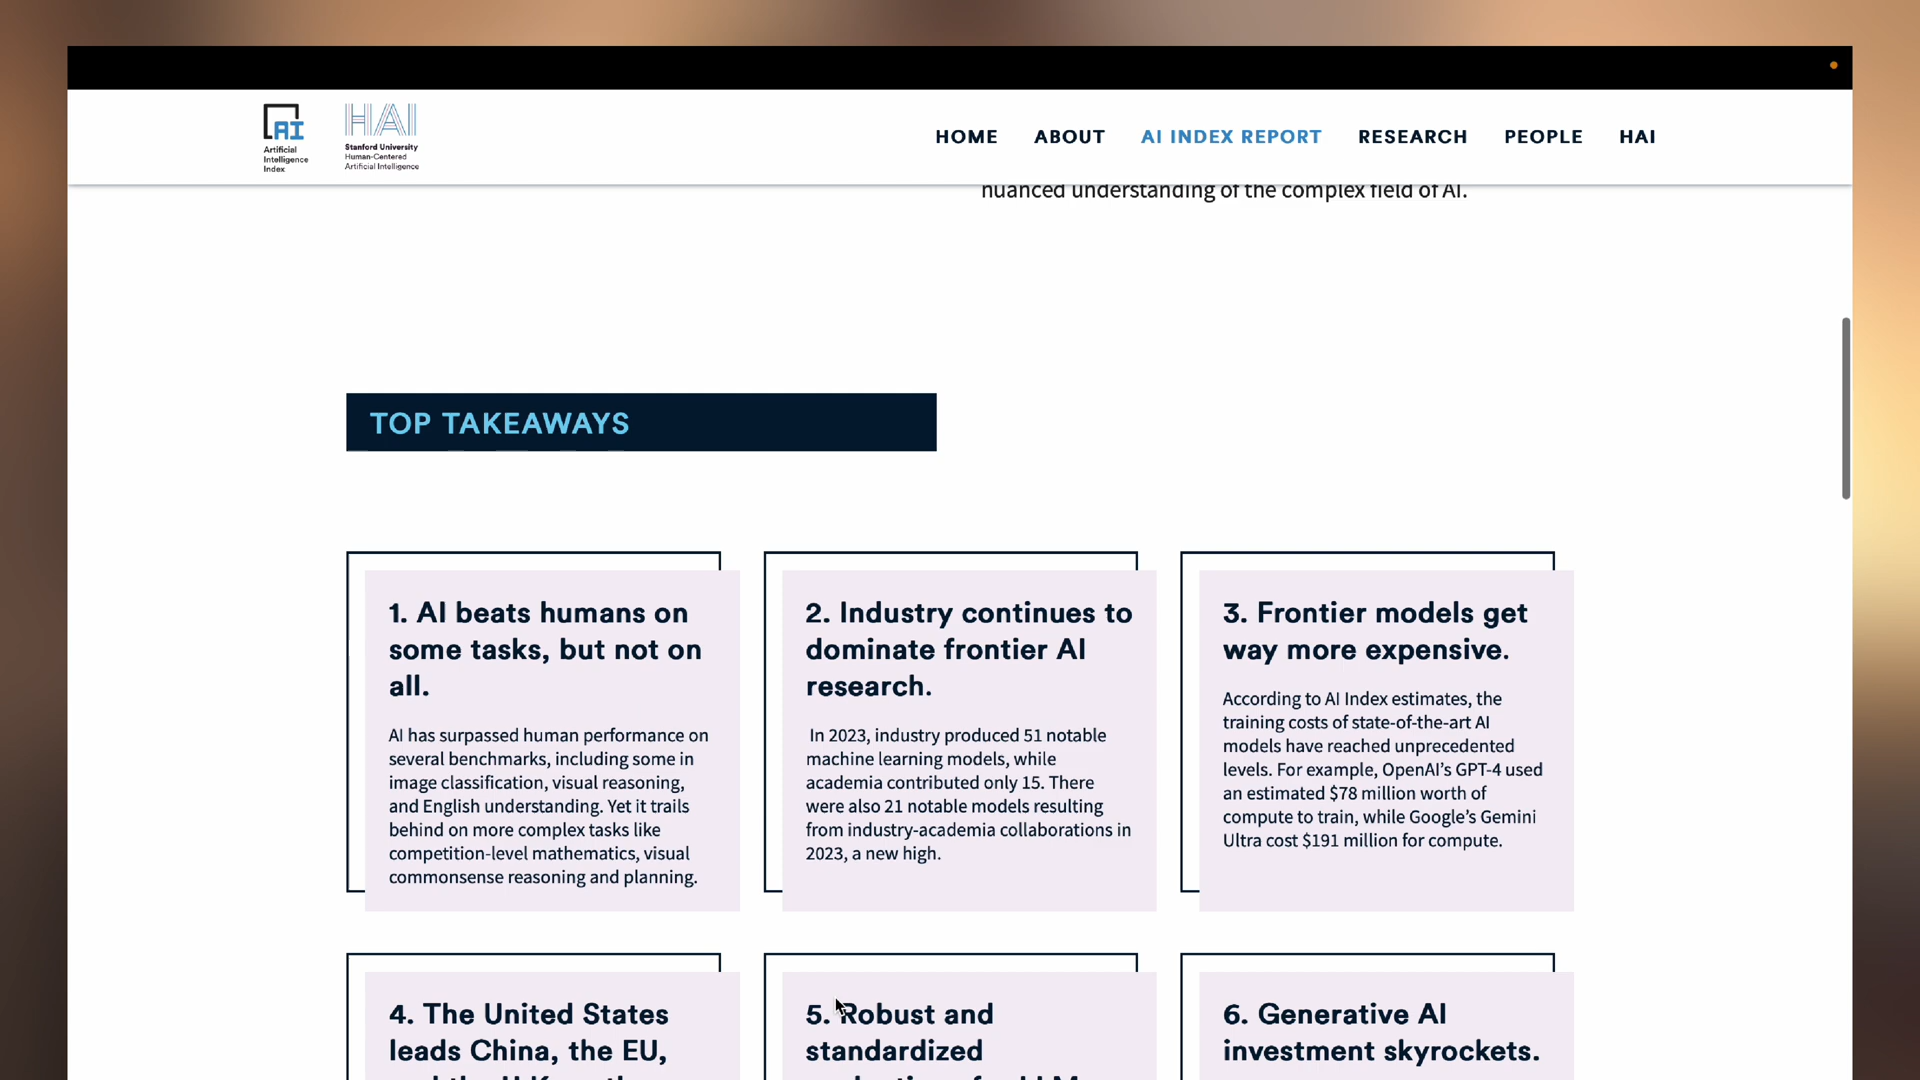 AI
Artificial
Intelligence
Index
HAI
Stanford University
Human-Centered
Artificial Intelligence
HOME ABOUT AI INDEX REPORT RESEARCH PEOPLE HAI
nuanced understanding of the complex field of AI.
TOP TAKEAWAYS
1. AI beats humans on
some tasks, but not on
all.
AI has surpassed human performance on
several benchmarks, including some in
image classification, visual reasoning,
and English understanding. Yet it trails
behind on more complex tasks like
competition-level mathematics, visual
commonsense reasoning and planning.
2. Industry continues to
dominate frontier AI
research.
In 2023, industry produced 51 notable
machine learning models, while
academia contributed only 15. There
were also 21 notable models resulting
from industry-academia collaborations in
2023, a new high.
3. Frontier models get
way more expensive.
According to AI Index estimates, the
training costs of state-of-the-art AI
models have reached unprecedented
levels. For example, OpenAI’s GPT-4 used
an estimated $78 million worth of
compute to train, while Google’s Gemini
Ultra cost $191 million for compute.
4. The United States
leads China, the EU,
5. Robust and
standardized
6. Generative AI
investment skyrockets.